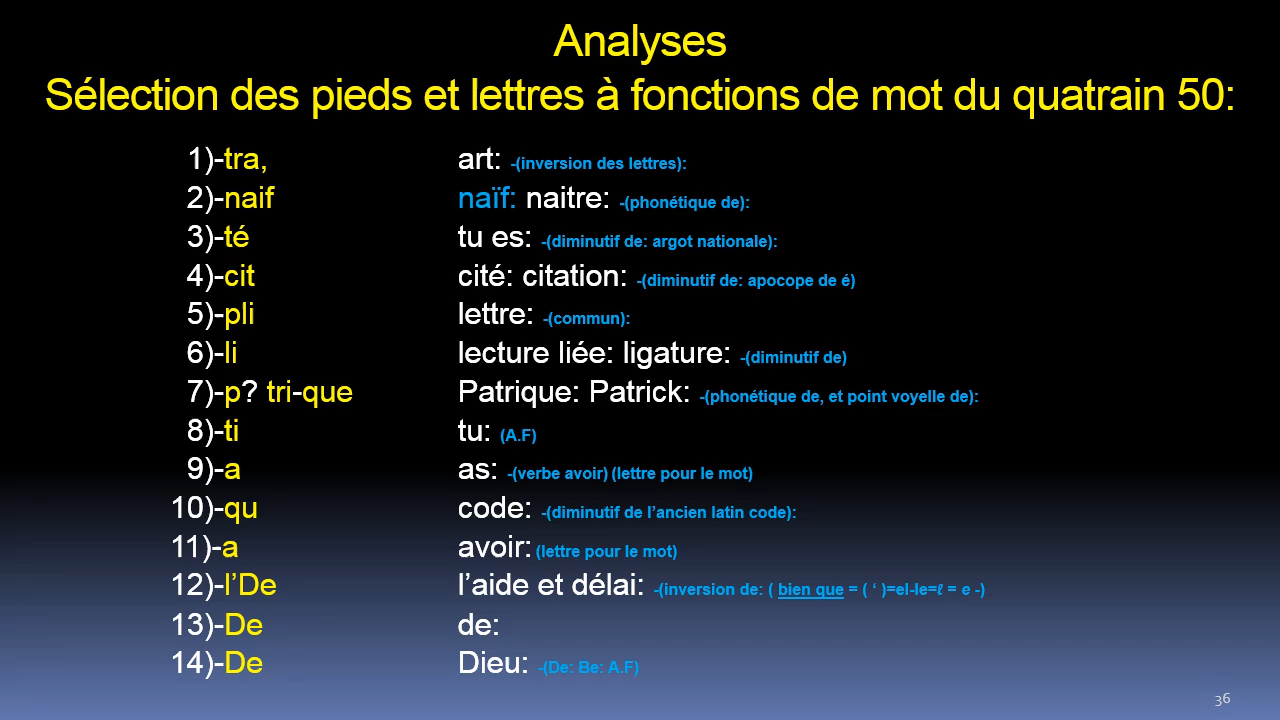 Analyses
Sélection des pieds et lettres à fonctions de mot du quatrain 50:
1)-tra, art: -(inversion des lettres):
2)-naif naïf: naitre: -(phonétique de):
3)-té tu es: -(diminutif de: argot nationale):
4)-cit cité: citation: -(diminutif de: apocope de é)
5)-pli lettre: -(commun):
6)-li lecture liée: ligature: -(diminutif de)
7)-p? tri-que Patrique: Patrick: -(phonétique de, et point voyelle de):
8)-ti tu: (A.F)
9)-a as: -(verbe avoir) (lettre pour le mot)
10)-qu code: -(diminutif de l’ancien latin code):
11)-a avoir: (lettre pour le mot)
12)-l’De l’aide et délai: -(inversion de: ( bien que = ( ‘ )=el-le=ℓ = e -)
13)-De de:
14)-De Dieu: -(De: Be: A.F)
36